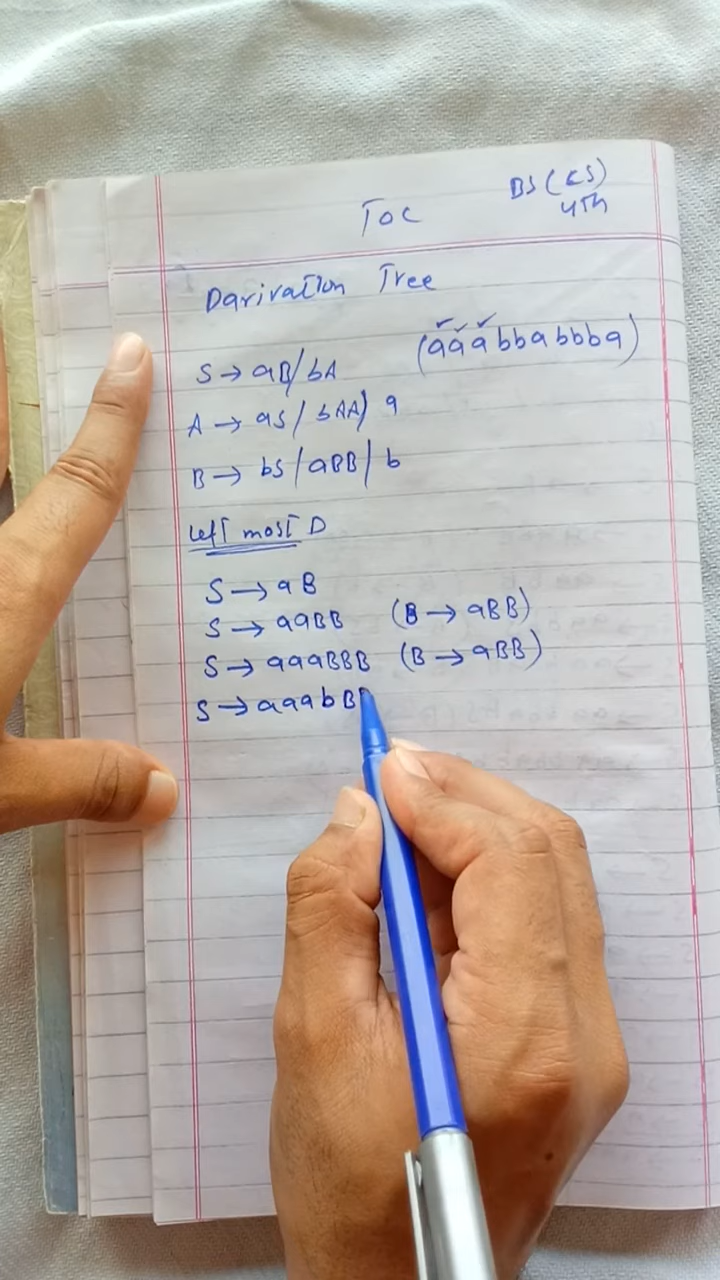 BS (CS)
4Th
TOC
Darivation Tree
S → aB/bA (aaabbabbba)
A → aS/bAA/a
B → bS/aBB/b
Left most D
S → aB
S → aaBB (B → aBB)
S → aaaBBB (B → aBB)
S → aaabBB